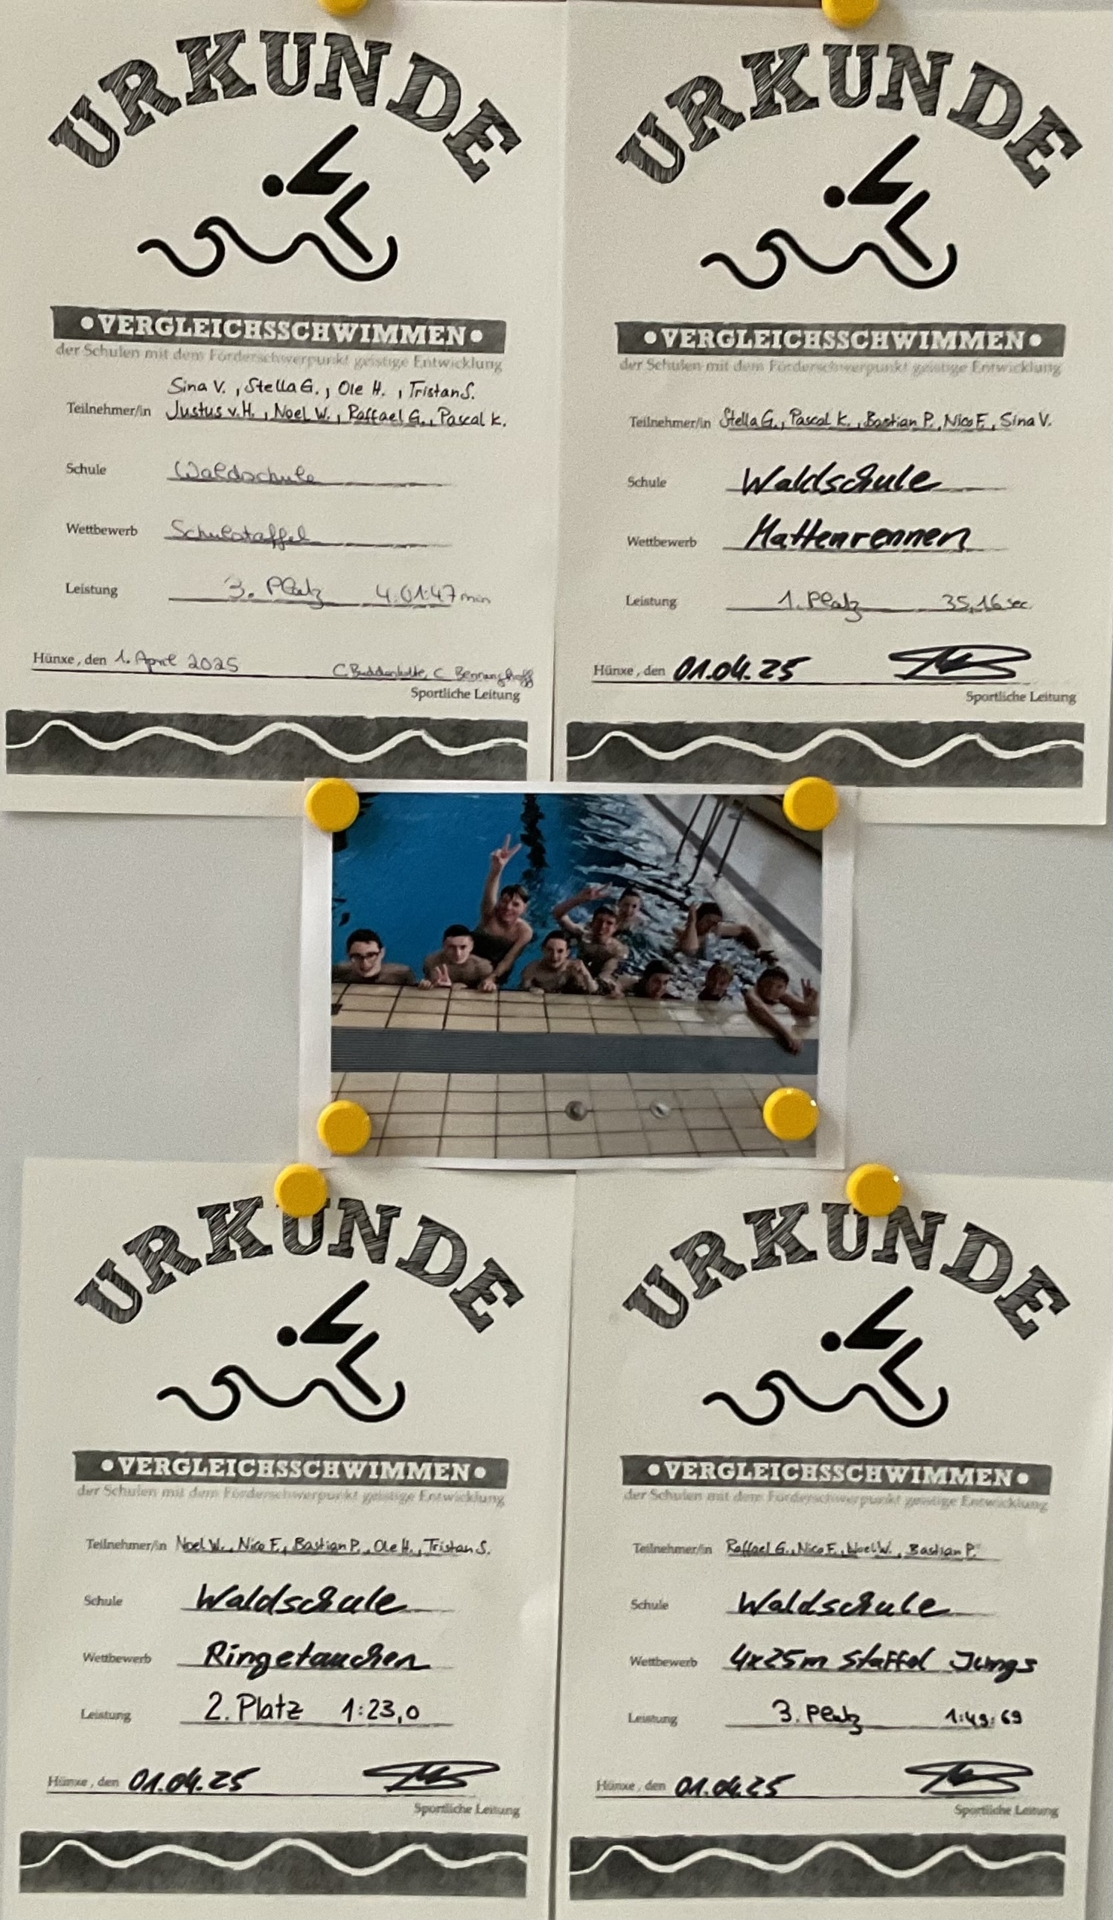 URKUNDE
•VERGLEICHSSCHWIMMEN•
der Schulen mit dem Förderschwerpunkt geistige Entwicklung
Sina V., Stella G., Ole H., Tristan S.
Teilnehmer/in Justus v.H., Noel W., Raffael G., Pascal K.
Schule Waldschule
Wettbewerb Schulstaffel
Leistung 3. Platz 4:01:47 min
Hünxe, den 1. April 2025 C.
Sportliche Leitung
URKUNDE
•VERGLEICHSSCHWIMMEN•
der Schulen mit dem Förderschwerpunkt geistige Entwicklung
Teilnehmer/in Stella G., Pascal K., Bastian P., Nico F., Sina V.
Schule Waldschule
Wettbewerb Mattenrennen
Leistung 1. Platz 35,16 sec.
Hünxe, den 01.04.25
Sportliche Leitung
URKUNDE
•VERGLEICHSSCHWIMMEN•
der Schulen mit dem Förderschwerpunkt geistige Entwicklung
Teilnehmer/in Noel W., Nico F., Bastian P., Ole H., Tristan S.
Schule Waldschule
Wettbewerb Ringetauchen
Leistung 2. Platz 1:23,0
Hünxe, den 01.04.25
Sportliche Leitung
URKUNDE
•VERGLEICHSSCHWIMMEN•
der Schulen mit dem Förderschwerpunkt geistige Entwicklung
Teilnehmer/in Raffael G., Nico F., Noel W., Bastian P.
Schule Waldschule
Wettbewerb 4x25m Staffel Jungs
Leistung 3. Platz 1:49:69
Hünxe, den 01.04.25
Sportliche Leitung